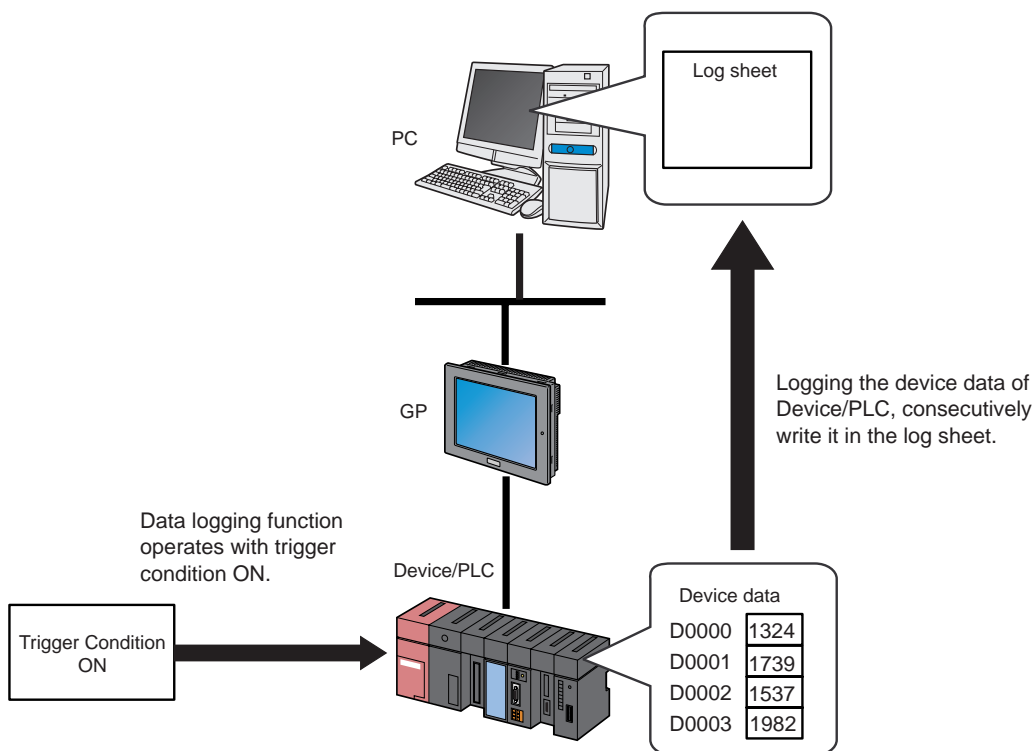 Log sheet
PC
GP
Logging the device data of
Device/PLC, consecutively
write it in the log sheet.
Data logging function
operates with trigger
condition ON.
Device/PLC
Trigger Condition
ON
Device data
D0000 1324
D0001 1739
D0002 1537
D0003 1982